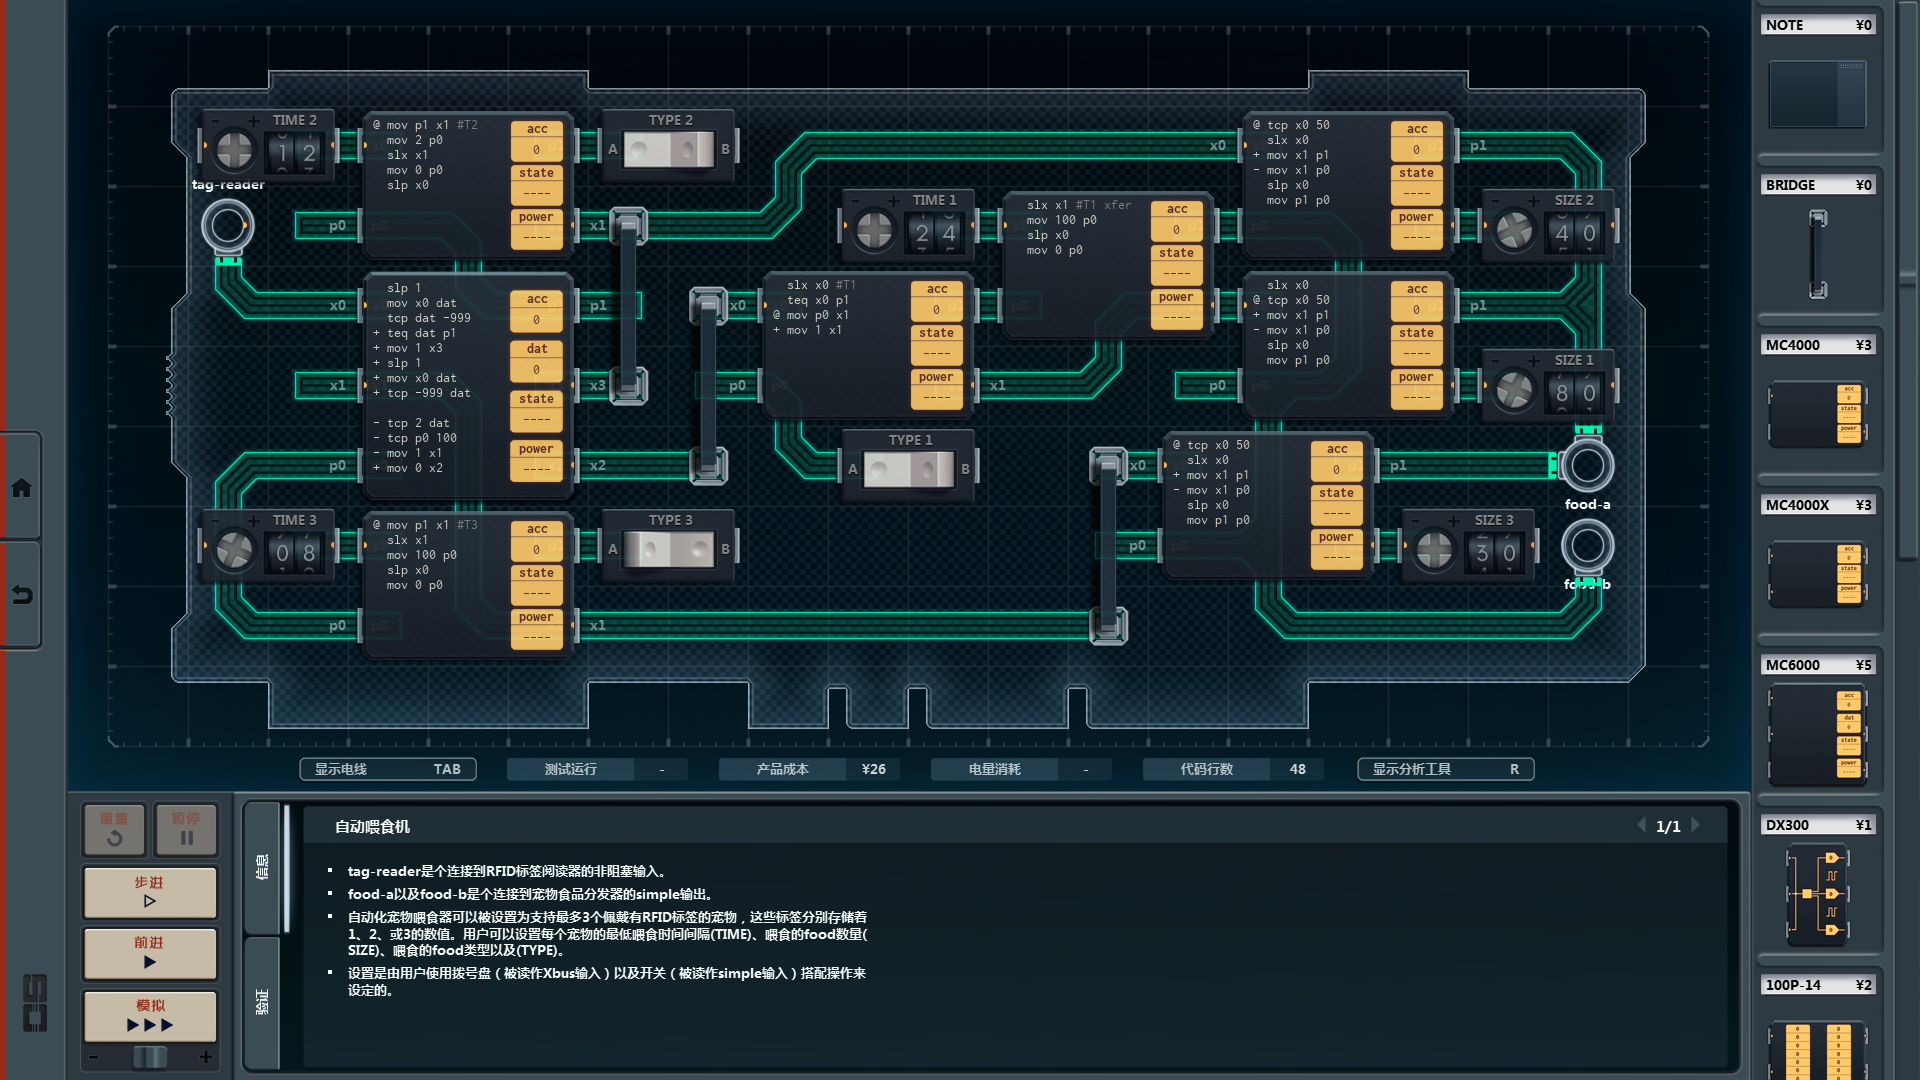 NOTE ¥0
BRIDGE ¥0
MC4000 ¥3
MC4000X ¥3
MC6000 ¥5
DX300 ¥1
100P-14 ¥2
TIME 2
1 2
tag-reader
@ mov p1 x1 #T2
mov 2 p0
slx x1
mov 0 p0
slp x0
acc
0
state
----
power
----
TYPE 2
A B
p0
x1
x0
@ tcp x0 50
slx x0
+ mov x1 p1
- mov x1 p0
slp x0
mov p1 p0
acc
0
state
----
power
----
p1
SIZE 2
4 0
TIME 1
2 4
slx x1 #T1 xfer
mov 100 p0
slp x0
mov 0 p0
acc
0
state
----
power
----
x0
x1
p0
slp 1
mov x0 dat
tcp dat -999
+ teq dat p1
+ mov 1 x3
+ slp 1
+ mov x0 dat
+ tcp -999 dat
- tcp 2 dat
- tcp p0 100
- mov 1 x1
+ mov 0 x2
acc
0
dat
0
state
----
power
----
p1
x3
x2
x0
p0
slx x0 #T1
teq x0 p1
@ mov p0 x1
+ mov 1 x1
acc
0
state
----
power
----
x1
TYPE 1
A B
slx x0
@ tcp x0 50
+ mov x1 p1
- mov x1 p0
slp x0
mov p1 p0
acc
0
state
----
power
----
p0
p1
SIZE 1
8 0
x0
p0
@ tcp x0 50
slx x0
+ mov x1 p1
- mov x1 p0
slp x0
mov p1 p0
acc
0
state
----
power
----
p1
food-a
SIZE 3
3 0
TIME 3
0 8
@ mov p1 x1 #T3
slx x1
mov 100 p0
slp x0
mov 0 p0
acc
0
state
----
power
----
TYPE 3
A B
p0
x1
显示电线 TAB
测试运行 -
产品成本 ¥26
电量消耗 -
代码行数 48
显示分析工具 R
重置
暂停
步进
前进
模拟
- +
信息
验证
自动喂食机
1/1
▪ tag-reader是个连接到RFID标签阅读器的非阻塞输入。
▪ food-a以及food-b是个连接到宠物食品分发器的simple输出。
▪ 自动化宠物喂食器可以被设置为支持最多3个佩戴有RFID标签的宠物，这些标签分别存储着
1、2、或3的数值。用户可以设置每个宠物的最低喂食时间间隔(TIME)、喂食的food数量(
SIZE)、喂食的food类型以及(TYPE)。
▪ 设置是由用户使用拨号盘（被读作Xbus输入）以及开关（被读作simple输入）搭配操作来
设定的。